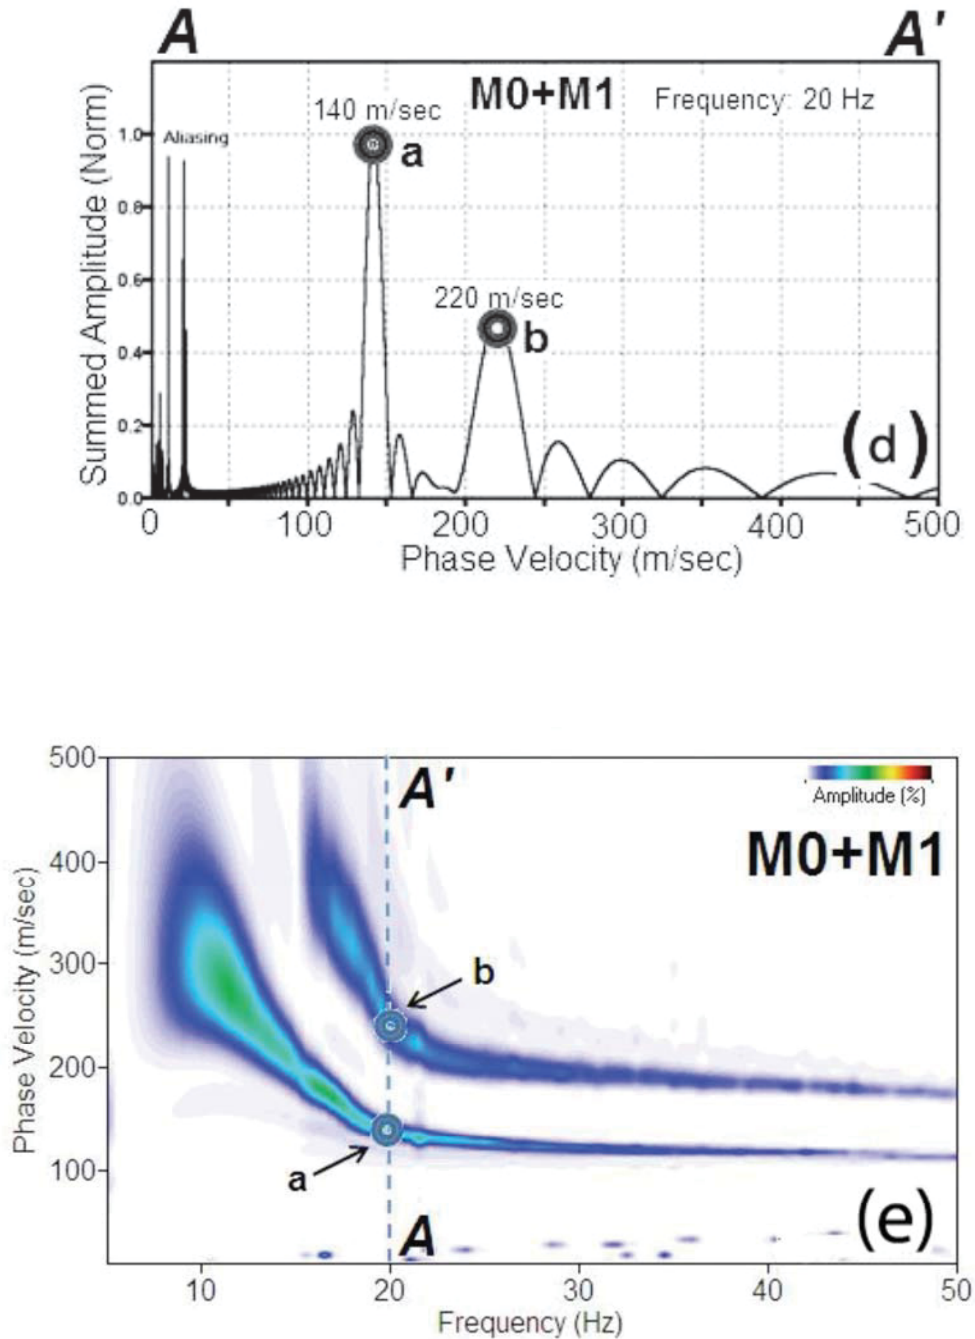 A A'
M0+M1 Frequency: 20 Hz
140 m/sec
a
Aliasing
220 m/sec
b
(d)
Summed Amplitude (Norm)
1.0
0.8
0.6
0.4
0.2
0.0
0 100 200 300 400 500
Phase Velocity (m/sec)
500
400
300
200
100
Phase Velocity (m/sec)
A'
Amplitude (%)
M0+M1
b
a
A
(e)
10 20 30 40 50
Frequency (Hz)